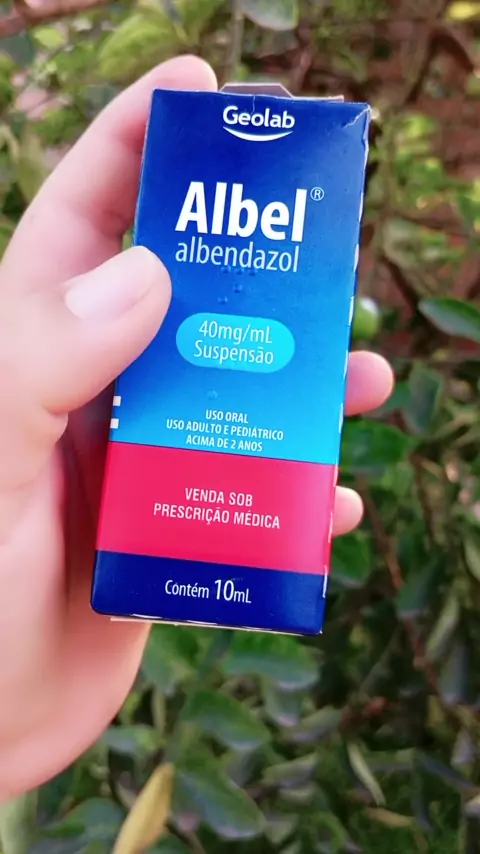 Geolab
Albel®
albendazol
40mg/mL
Suspensão
USO ORAL
USO ADULTO E PEDIÁTRICO
ACIMA DE 2 ANOS
VENDA SOB
PRESCRIÇÃO MÉDICA
Contém 10mL